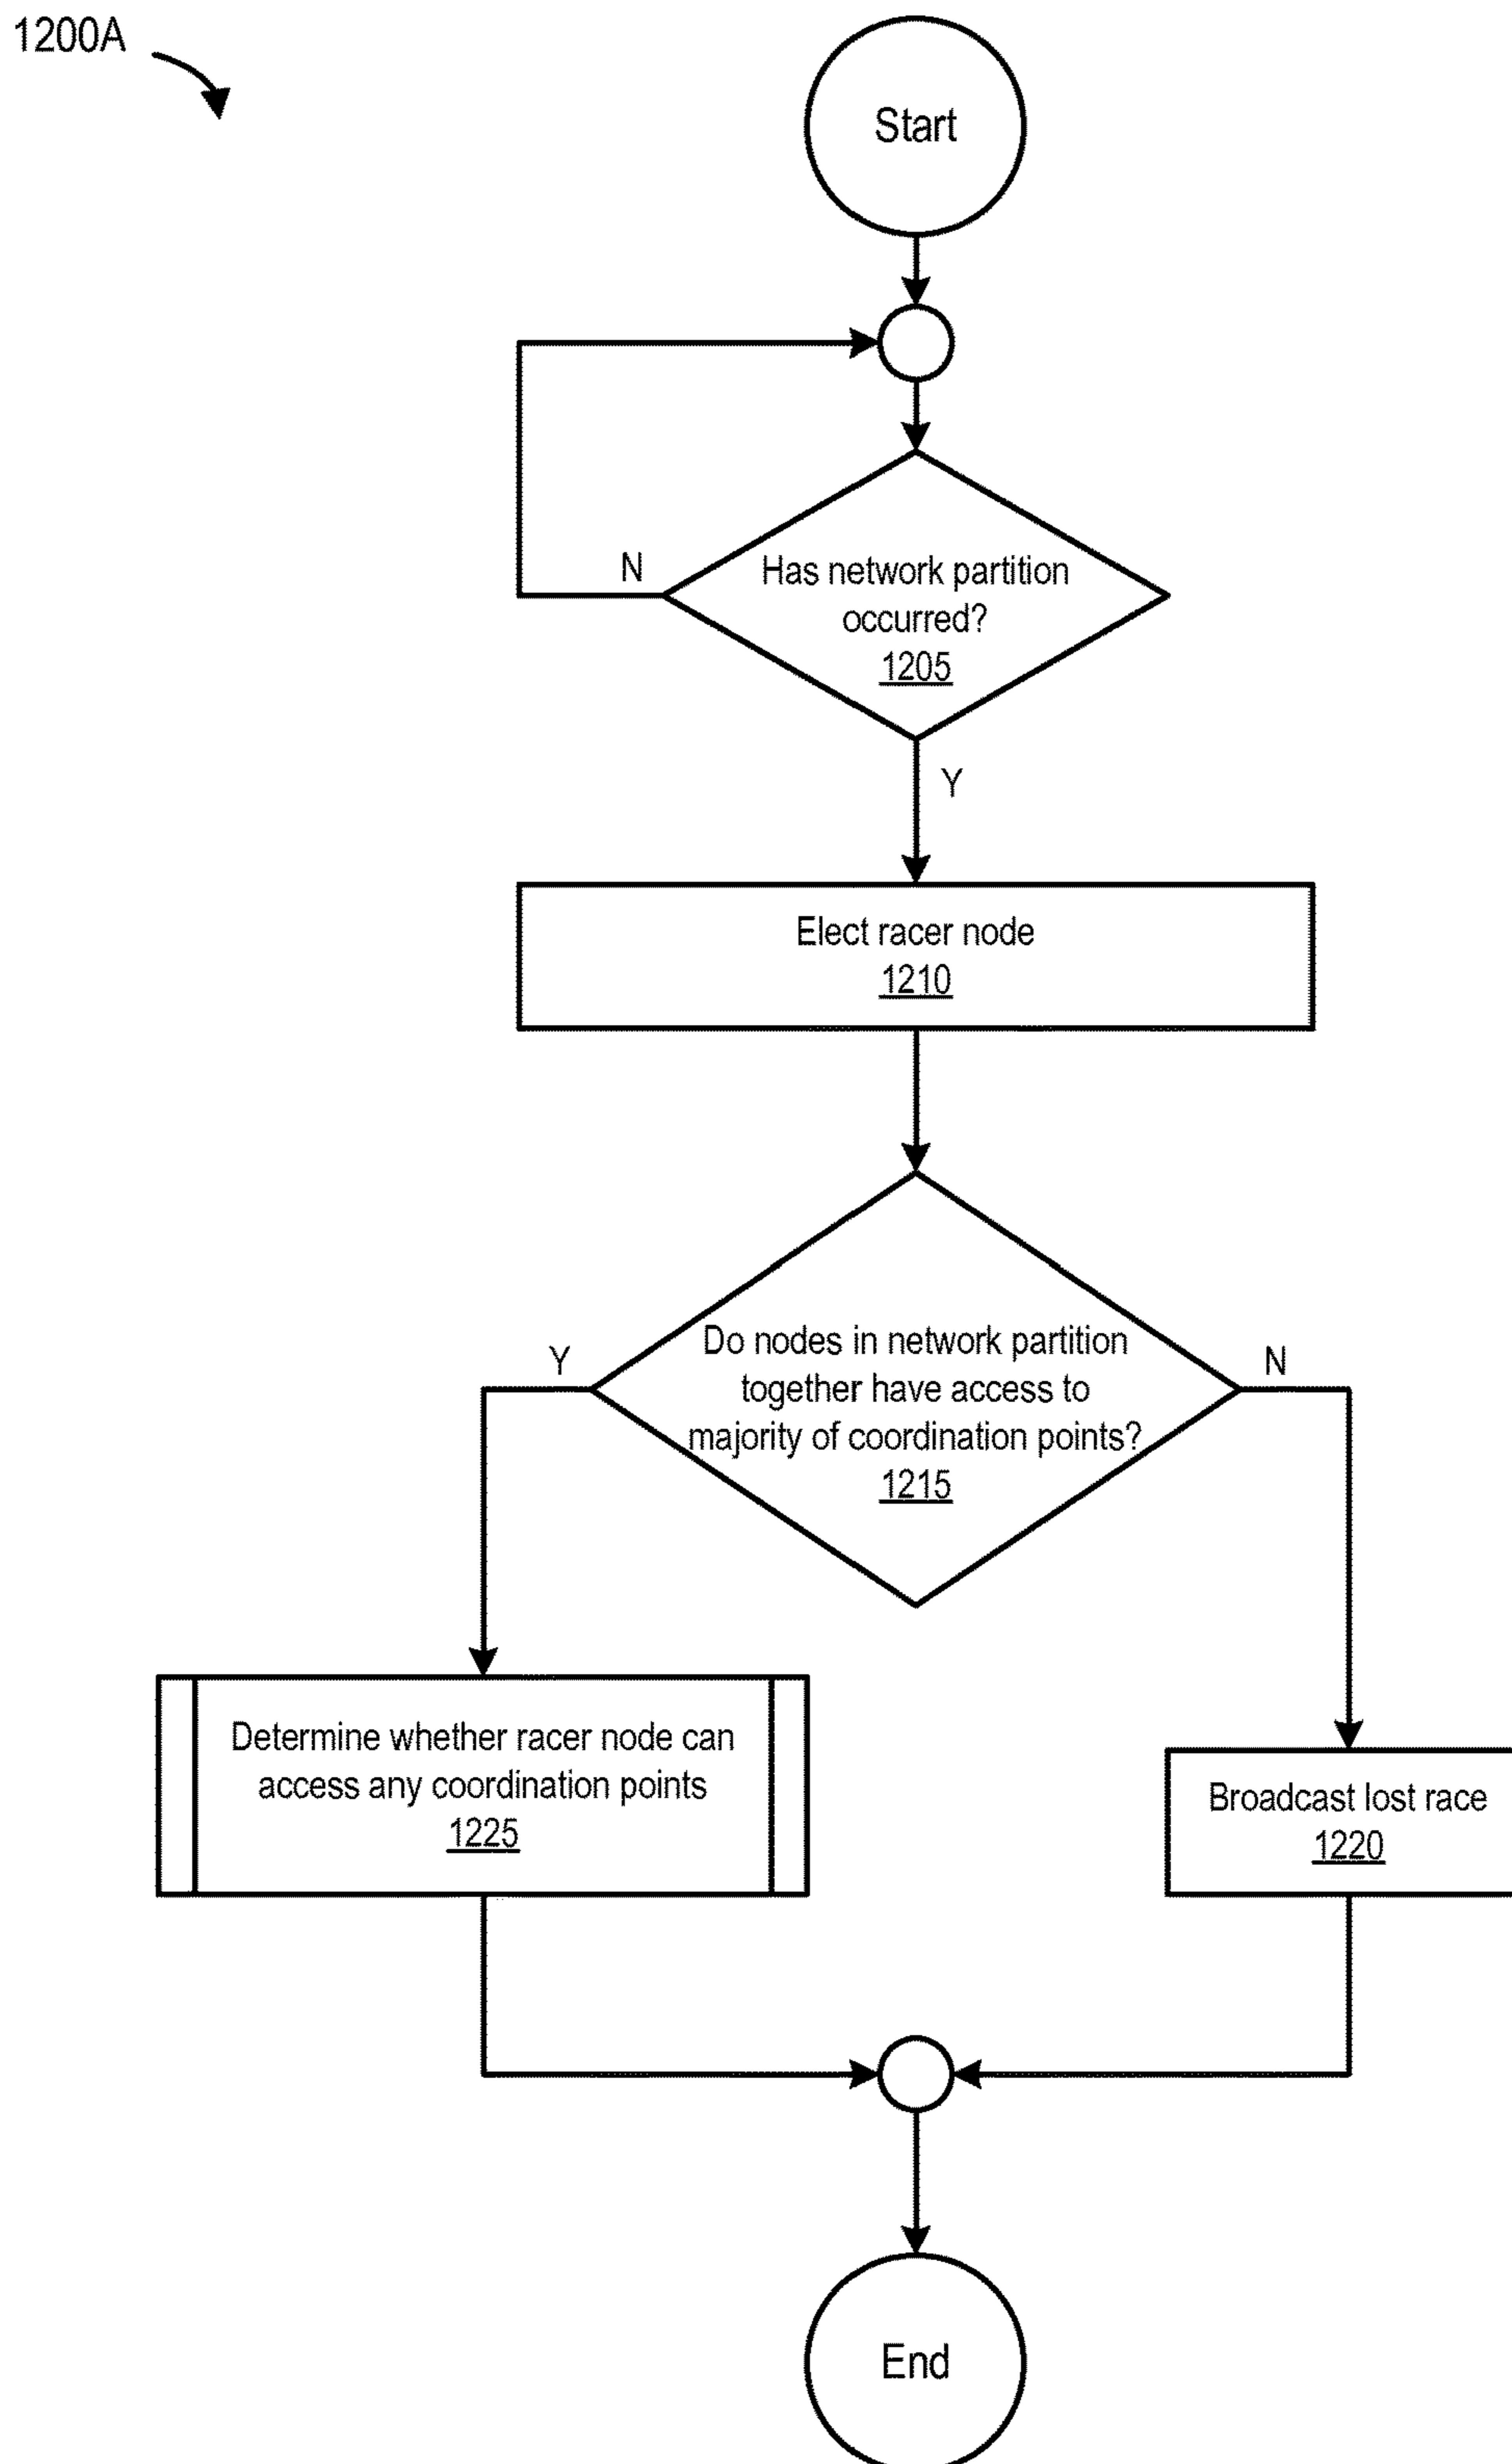 1200A
Start
N
Has network partition
occurred?
1205
Y
Elect racer node
1210
Y
Do nodes in network partition
together have access to
majority of coordination points?
1215
N
Determine whether racer node can
access any coordination points
1225
Broadcast lost race
1220
End